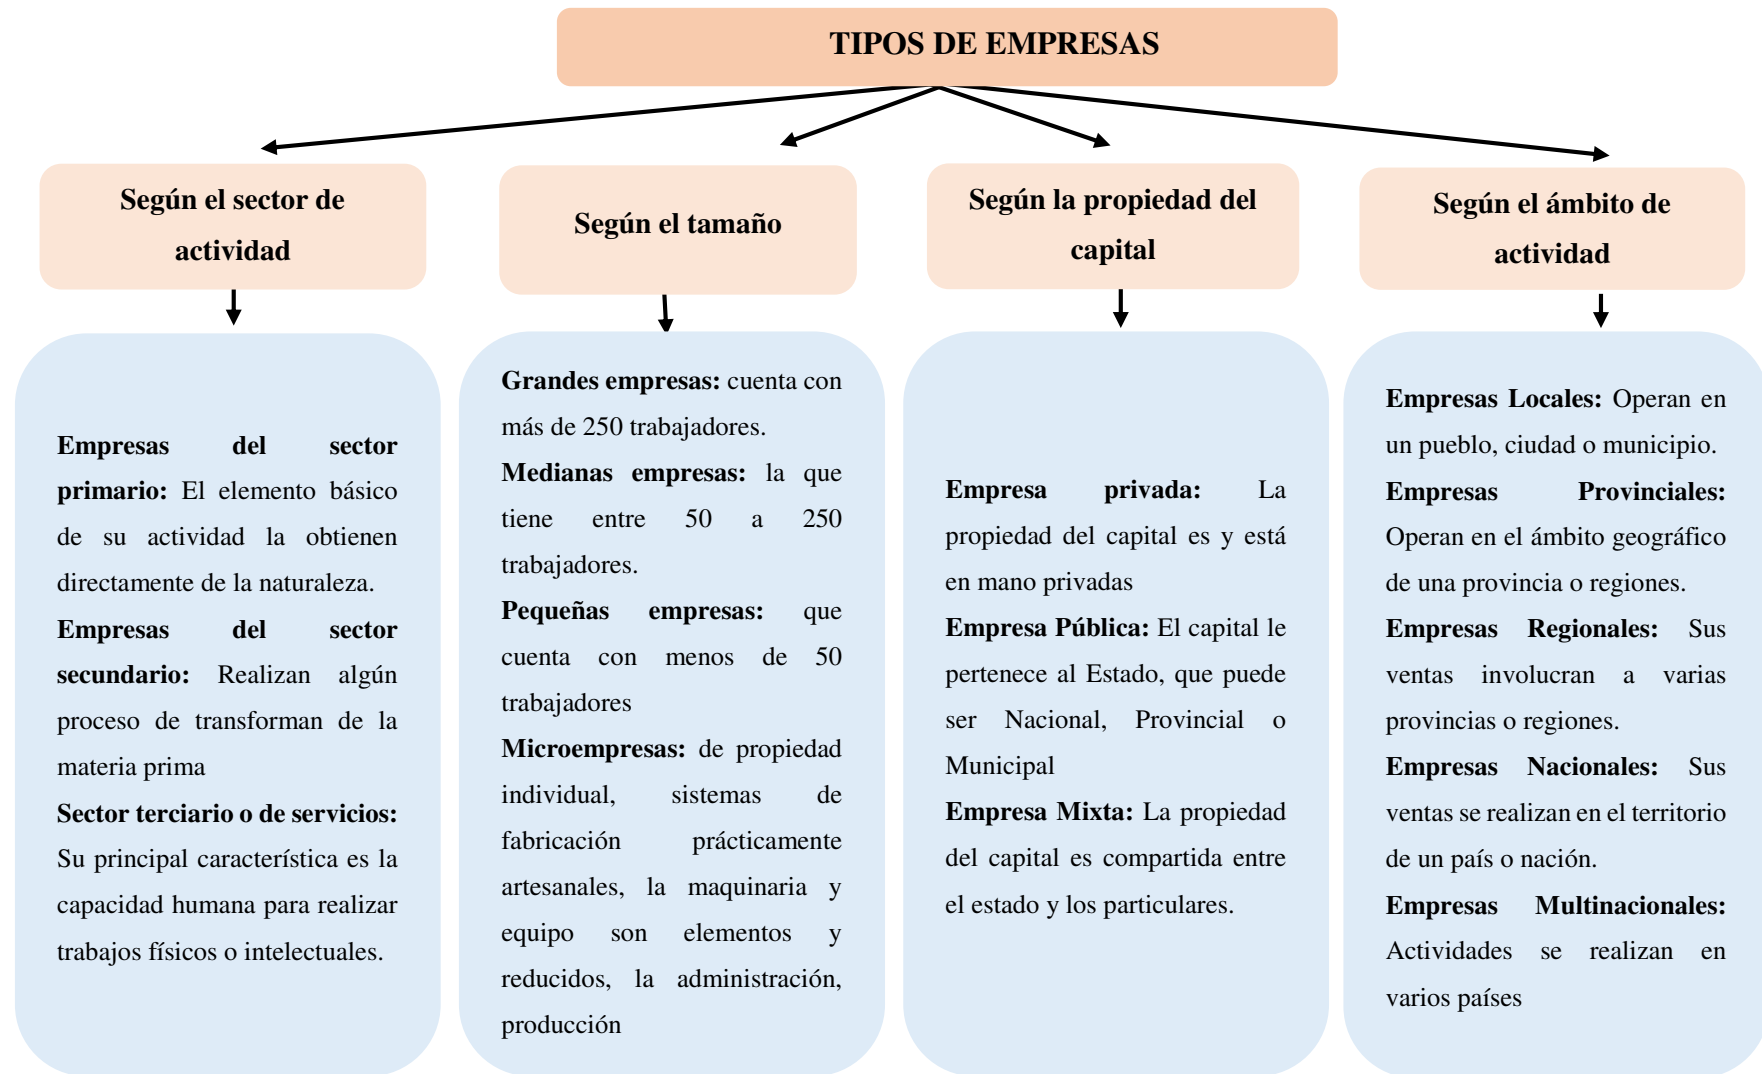 TIPOS DE EMPRESAS
Según el sector de
actividad
Empresas del sector
primario: El elemento básico
de su actividad la obtienen
directamente de la naturaleza.
Empresas del sector
secundario: Realizan algún
proceso de transforman de la
materia prima
Sector terciario o de servicios:
Su principal característica es la
capacidad humana para realizar
trabajos físicos o intelectuales.
Según el tamaño
Grandes empresas: cuenta con
más de 250 trabajadores.
Medianas empresas: la que
tiene entre 50 a 250
trabajadores.
Pequeñas empresas: que
cuenta con menos de 50
trabajadores
Microempresas: de propiedad
individual, sistemas de
fabricación prácticamente
artesanales, la maquinaria y
equipo son elementos y
reducidos, la administración,
producción
Según la propiedad del
capital
Empresa privada: La
propiedad del capital es y está
en mano privadas
Empresa Pública: El capital le
pertenece al Estado, que puede
ser Nacional, Provincial o
Municipal
Empresa Mixta: La propiedad
del capital es compartida entre
el estado y los particulares.
Según el ámbito de
actividad
Empresas Locales: Operan en
un pueblo, ciudad o municipio.
Empresas Provinciales:
Operan en el ámbito geográfico
de una provincia o regiones.
Empresas Regionales: Sus
ventas involucran a varias
provincias o regiones.
Empresas Nacionales: Sus
ventas se realizan en el territorio
de un país o nación.
Empresas Multinacionales:
Actividades se realizan en
varios países